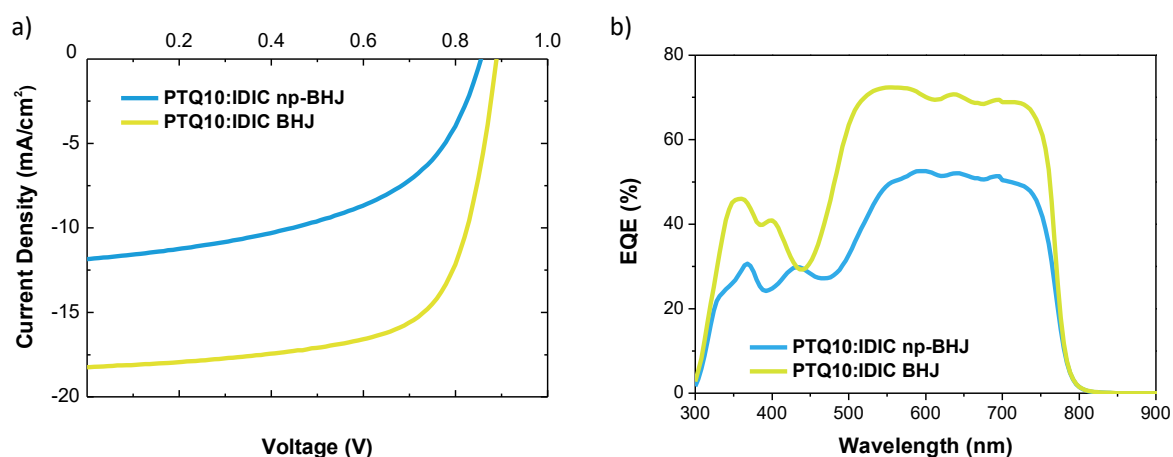 a)
0
0.2
0.4
0.6
0.8
1.0
PTQ10:IDIC np-BHJ
PTQ10:IDIC BHJ
-5
-10
-15
-20
Current Density (mA/cm²)
Voltage (V)
b)
80
60
40
20
0
EQE (%)
PTQ10:IDIC np-BHJ
PTQ10:IDIC BHJ
300
400
500
600
700
800
900
Wavelength (nm)